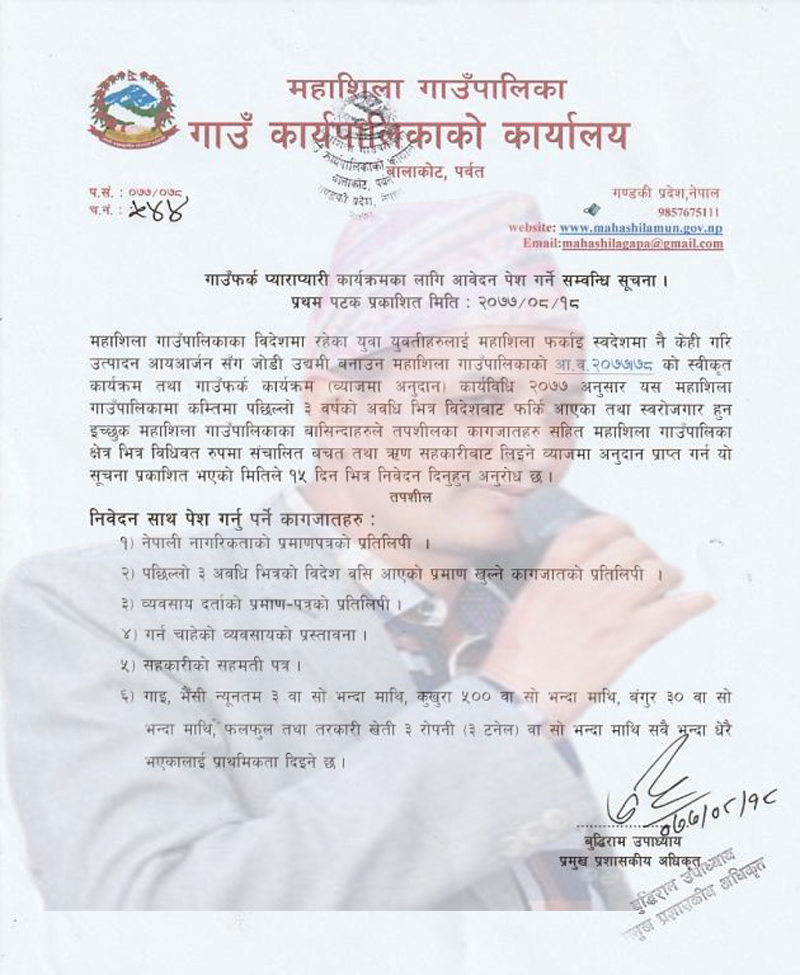 महाशिला गाउँपालिका
गाउँ कार्यपालिकाको कार्यालय
बालाकोट, पर्वत
प.सं. : ०७७/०७८
च.नं. : ५४४
गण्डकी प्रदेश,नेपाल
9857675111
website: www.mahashilamun.gov.np
Email:mahashilagapa@gmail.com
गाउँफर्क प्याराप्यारी कार्यक्रमका लागि आवेदन पेश गर्ने सम्वन्धि सूचना ।
प्रथम पटक प्रकाशित मिति : २०७७/०८/१८
महाशिला गाउँपालिकाका विदेशमा रहेका युवा युवतीहरुलाई महाशिला फर्काइ स्वदेशमा नै केही गरि
उत्पादन आयआर्जन सँग जोडी उद्यमी बनाउन महाशिला गाउँपालिकाको आ.व.२०७७।७८ को स्वीकृत
कार्यक्रम तथा गाउँफर्क कार्यक्रम (व्याजमा अनुदान) कार्यविधि २०७७ अनुसार यस महाशिला
गाउँपालिकामा कम्तिमा पछिल्लो ३ वर्षको अवधि भित्र विदेशबाट फर्कि आएका तथा स्वरोजगार हुन
इच्छुक महाशिला गाउँपालिकाका बासिन्दाहरुले तपशीलका कागजातहरु सहित महाशिला गाउँपालिका
क्षेत्र भित्र विधिवत रुपमा संचालित बचत तथा ऋण सहकारीबाट लिइने व्याजमा अनुदान प्राप्त गर्न यो
सूचना प्रकाशित भएको मितिले १५ दिन भित्र निवेदन दिनुहुन अनुरोध छ ।
तपशील
निवेदन साथ पेश गर्नु पर्ने कागजातहरु :
१) नेपाली नागरिकताको प्रमाणपत्रको प्रतिलिपी ।
२) पछिल्लो ३ अवधि भित्रको विदेश वसि आएको प्रमाण खुल्ने कागजातको प्रतिलिपी ।
३) व्यवसाय दर्ताको प्रमाण-पत्रको प्रतिलिपी ।
४) गर्न चाहेको व्यवसायको प्रस्तावना ।
५) सहकारीको सहमती पत्र ।
६) गाइ, भैंसी न्यूनतम ३ वा सो भन्दा माथि, कुखुरा ५०० वा सो भन्दा माथि, बंगुर ३० वा सो
भन्दा माथि, फलफुल तथा तरकारी खेती ३ रोपनी (३ टनेल) वा सो भन्दा माथि सवै भन्दा धेरै
भएकालाई प्राथमिकता दिइने छ ।
०७७/०८/१८
बुद्धिराम उपाध्याय
प्रमुख प्रशासकीय अधिकृत